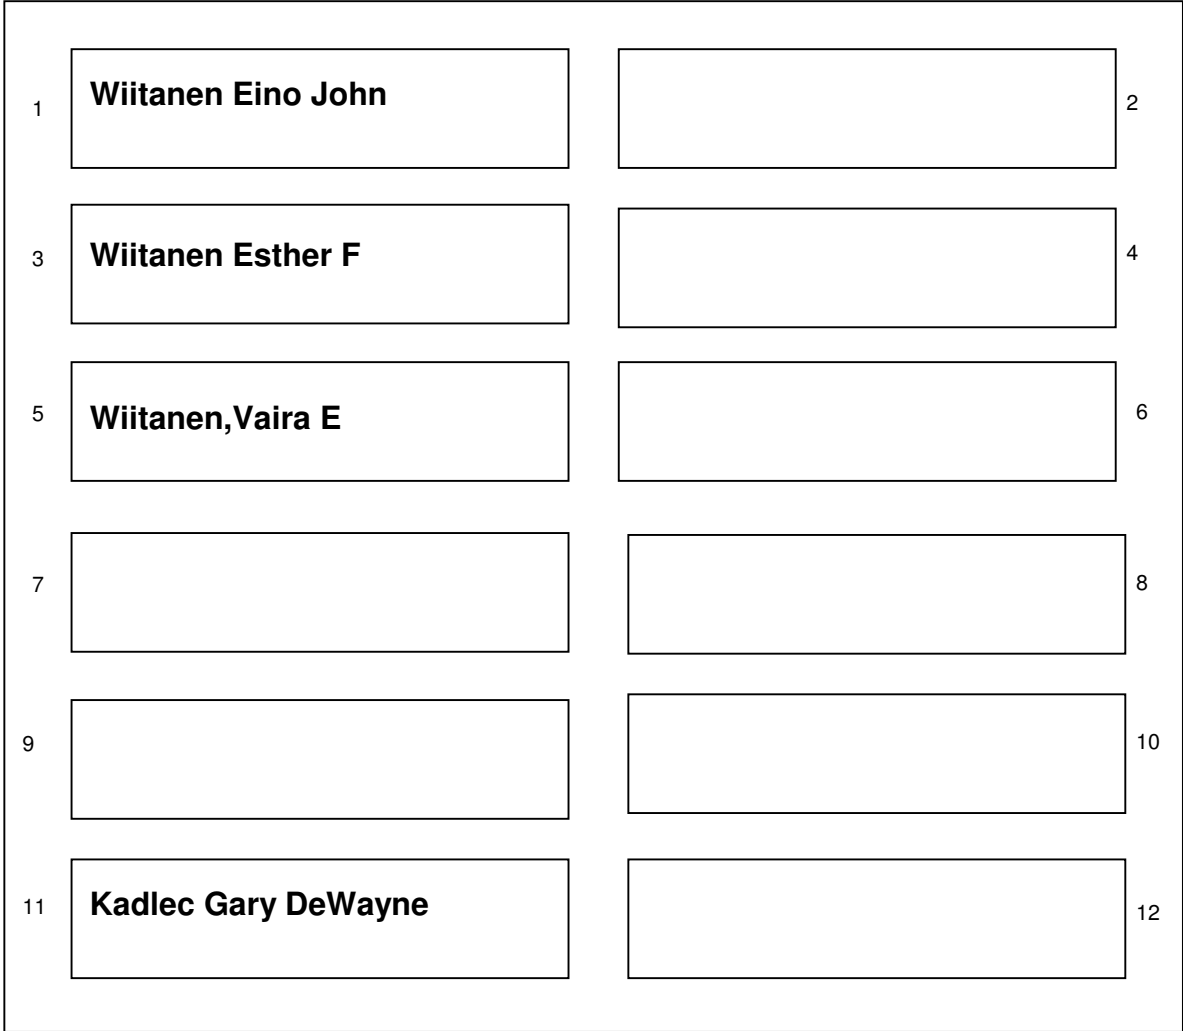 1 Wiitanen Eino John 2
3 Wiitanen Esther F 4
5 Wiitanen,Vaira E 6
7 8
9 10
11 Kadlec Gary DeWayne 12